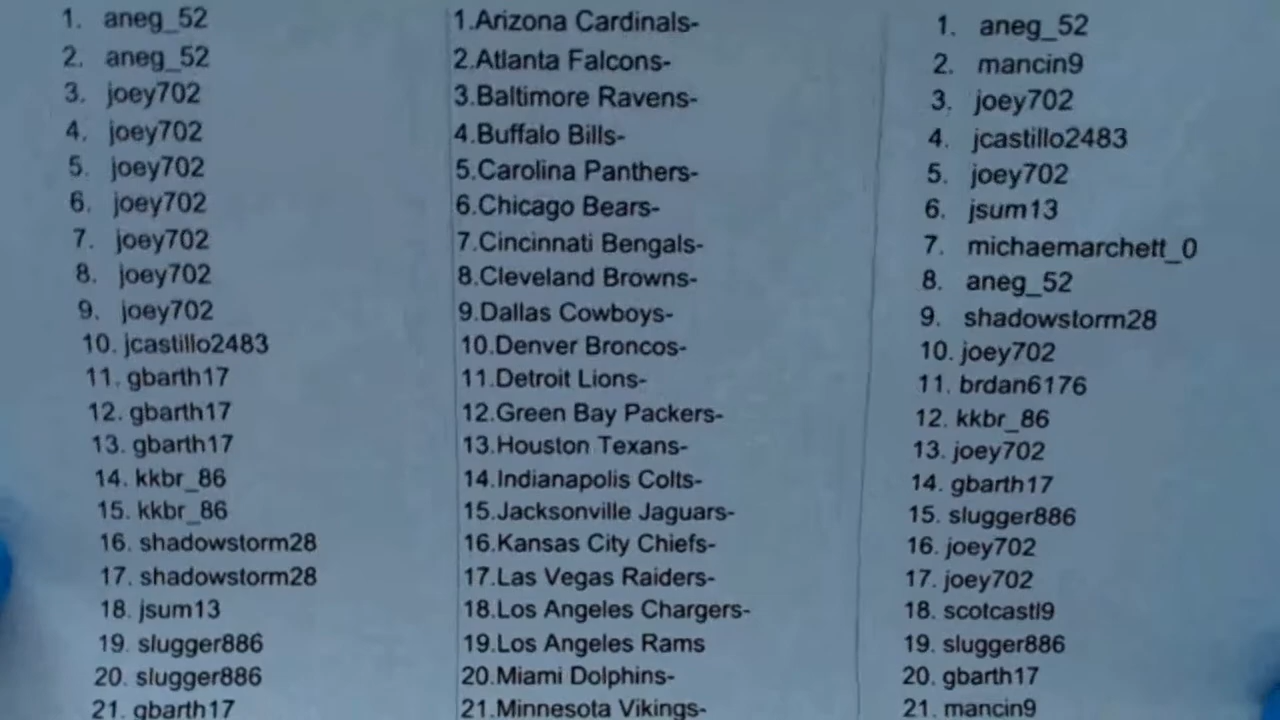 1. aneg_52
2. aneg_52
3. joey702
4. joey702
5. joey702
6. joey702
7. joey702
8. joey702
9. joey702
10. jcastillo2483
11. gbarth17
12. gbarth17
13. gbarth17
14. kkbr_86
15. kkbr_86
16. shadowstorm28
17. shadowstorm28
18. jsum13
19. slugger886
20. slugger886
21. gbarth17
1.Arizona Cardinals-
2.Atlanta Falcons-
3.Baltimore Ravens-
4.Buffalo Bills-
5.Carolina Panthers-
6.Chicago Bears-
7.Cincinnati Bengals-
8.Cleveland Browns-
9.Dallas Cowboys-
10.Denver Broncos-
11.Detroit Lions-
12.Green Bay Packers-
13.Houston Texans-
14.Indianapolis Colts-
15.Jacksonville Jaguars-
16.Kansas City Chiefs-
17.Las Vegas Raiders-
18.Los Angeles Chargers-
19.Los Angeles Rams
20.Miami Dolphins-
21.Minnesota Vikings-
1. aneg_52
2. mancin9
3. joey702
4. jcastillo2483
5. joey702
6. jsum13
7. michaemarchett_0
8. aneg_52
9. shadowstorm28
10. joey702
11. brdan6176
12. kkbr_86
13. joey702
14. gbarth17
15. slugger886
16. joey702
17. joey702
18. scotcastl9
19. slugger886
20. gbarth17
21. mancin9